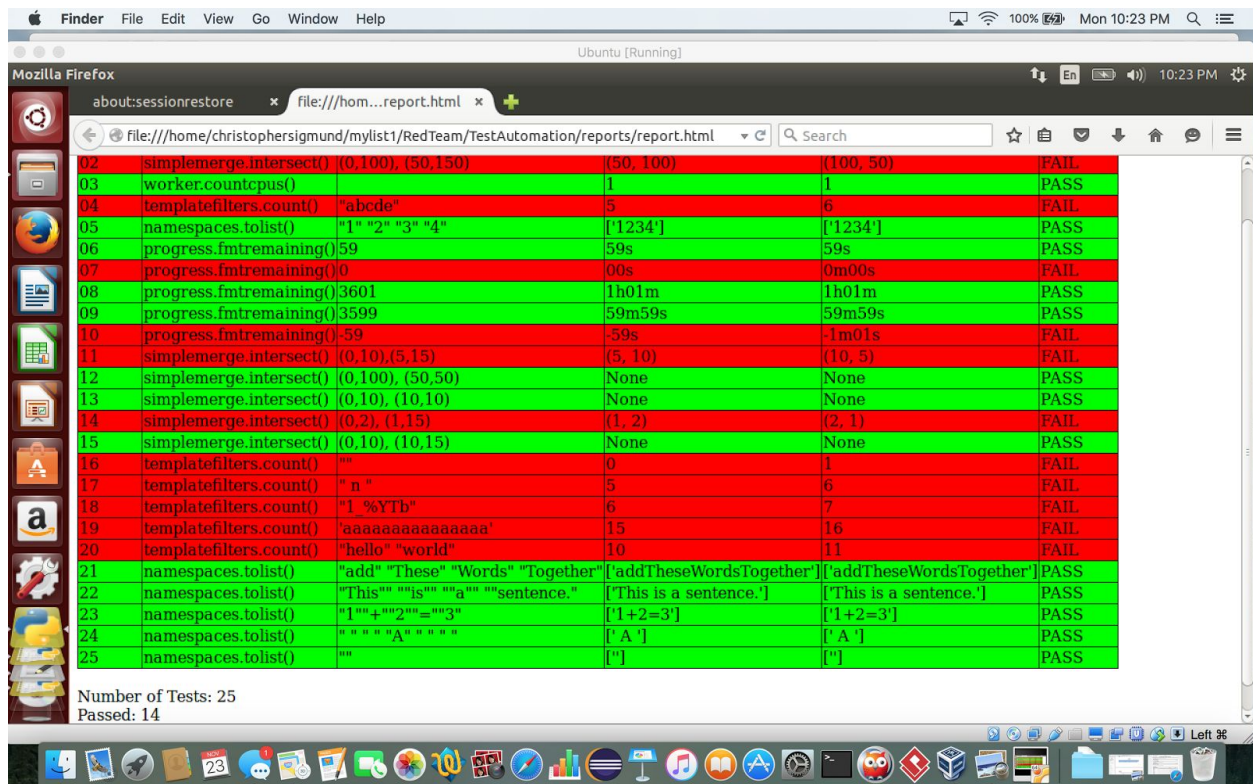 Finder File Edit View Go Window Help 100% Mon 10:23 PM
Ubuntu [Running]
Mozilla Firefox En 10:23 PM
about:sessionrestore × file:///hom...report.html ×
file:///home/christophersigmund/mylist1/RedTeam/TestAutomation/reports/report.html Search
02 simplemerge.intersect() (0,100), (50,150) (50, 100) (100, 50) FAIL
03 worker.countcpus() 1 1 PASS
04 templatefilters.count() "abcde" 5 6 FAIL
05 namespaces.tolist() "1" "2" "3" "4" ['1234'] ['1234'] PASS
06 progress.fmtremaining() 59 59s 59s PASS
07 progress.fmtremaining() 0 00s 0m00s FAIL
08 progress.fmtremaining() 3601 1h01m 1h01m PASS
09 progress.fmtremaining() 3599 59m59s 59m59s PASS
10 progress.fmtremaining() -59 -59s -1m01s FAIL
11 simplemerge.intersect() (0,10),(5,15) (5, 10) (10, 5) FAIL
12 simplemerge.intersect() (0,100), (50,50) None None PASS
13 simplemerge.intersect() (0,10), (10,10) None None PASS
14 simplemerge.intersect() (0,2), (1,15) (1, 2) (2, 1) FAIL
15 simplemerge.intersect() (0,10), (10,15) None None PASS
16 templatefilters.count() "" 0 1 FAIL
17 templatefilters.count() " n " 5 6 FAIL
18 templatefilters.count() "1_%YTb" 6 7 FAIL
19 templatefilters.count() 'aaaaaaaaaaaaaaa' 15 16 FAIL
20 templatefilters.count() "hello" "world" 10 11 FAIL
21 namespaces.tolist() "add" "These" "Words" "Together" ['addTheseWordsTogether'] ['addTheseWordsTogether'] PASS
22 namespaces.tolist() "This"" ""is"" ""a"" ""sentence." ['This is a sentence.'] ['This is a sentence.'] PASS
23 namespaces.tolist() "1""+""2""=""3" ['1+2=3'] ['1+2=3'] PASS
24 namespaces.tolist() " " " " "A" " " " " [' A '] [' A '] PASS
25 namespaces.tolist() "" [''] [''] PASS
Number of Tests: 25
Passed: 14
Left ⌘
NOV
23